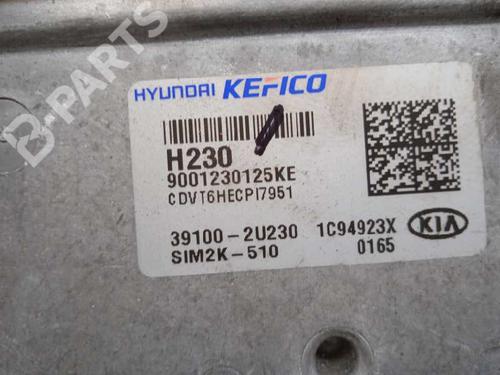 B-PARTS
HYUNDAI KEFICO
H230
9001230125KE
CDVT6HECPI7951
39100-2U230 1C94923X
SIM2K-510 0165
KIA